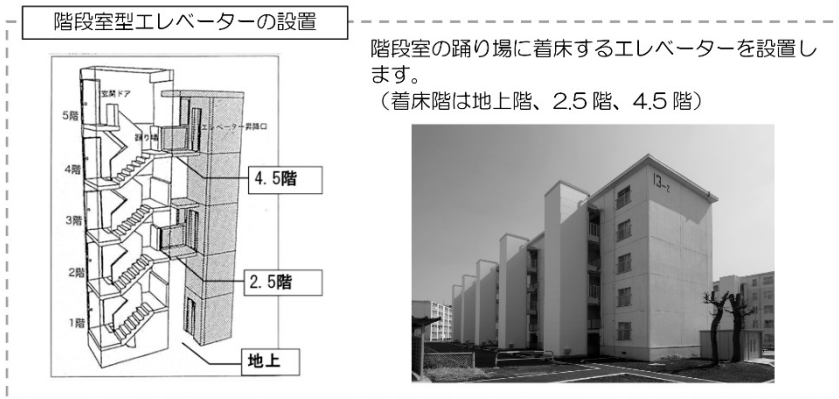 階段室型エレベーターの設置
階段室の踊り場に着床するエレベーターを設置し
ます。
（着床階は地上階、2.5階、4.5階）
玄関ドア
5階
踊り場
エレベーター昇降口
4階
4.5階
3階
2階
2.5階
1階
地上
13-2